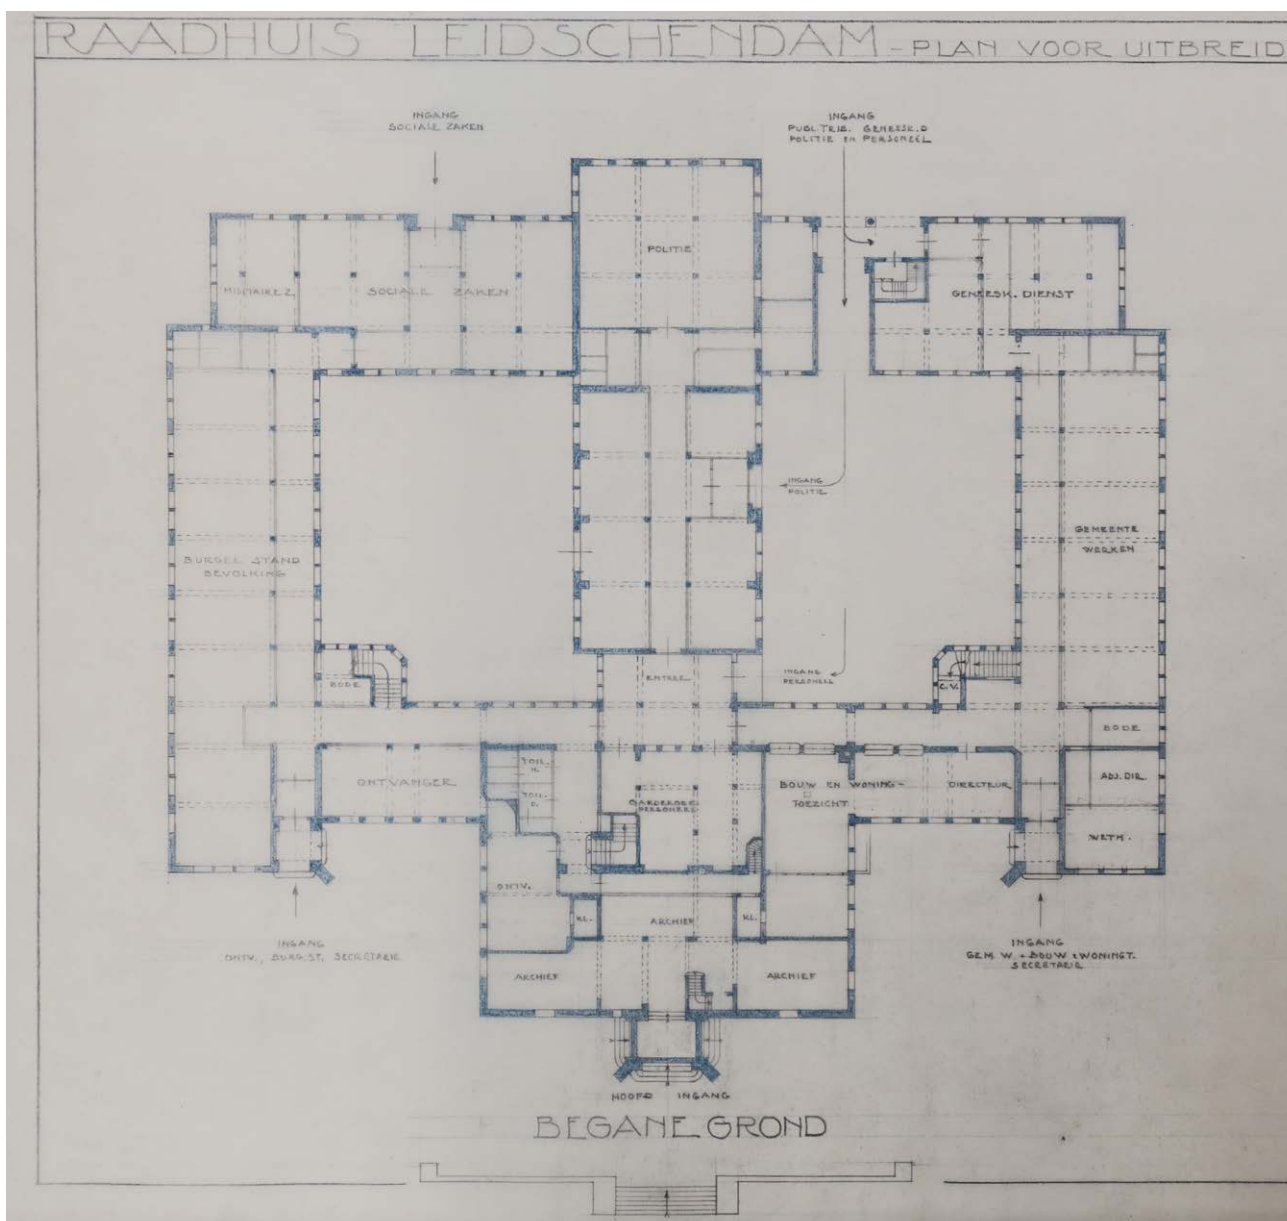 RAADHUIS LEIDSCHENDAM - PLAN VOOR UITBREID
INGANG
SOCIALE ZAKEN
INGANG
PUBL. TRIB. GENEESK. D
POLITIE EN PERSONEEL
POLITIE
MILITAIRE Z.
SOCIALE ZAKEN
GENEESK. DIENST
INGANG
POLITIE
GEMEENTE
WERKEN
BURGEL. STAND
BEVOLKING
BODE
ENTREE
INGANG
PERSONEEL
C.V.
BODE
ONTVANGER
TOIL.
H.
TOIL.
D.
GARDEROBE
PERSONEEL
BOUW EN WONING-
TOEZICHT
DIRECTEUR
ADJ. DIR.
WETH.
ONTV.
KL.
ARCHIEF
KL.
INGANG
ONTV., BURG. ST. SECRETARIE
ARCHIEF
ARCHIEF
INGANG
GEM. W. + BOUW + WONINGT.
SECRETARIE
HOOFD INGANG
BEGANE GROND